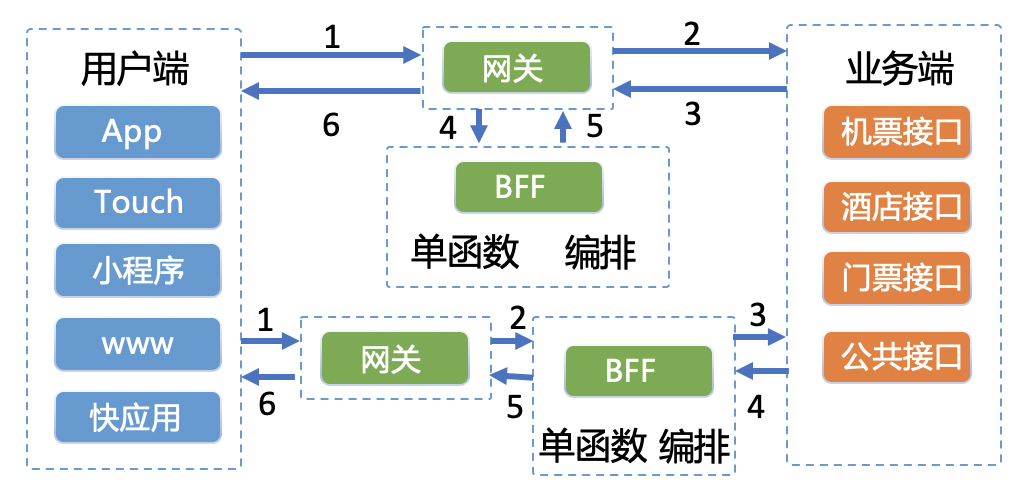 用户端
App
Touch
小程序
www
快应用
1
6
网关
2
3
4
5
BFF
单函数 编排
1
6
网关
2
5
BFF
单函数 编排
3
4
业务端
机票接口
酒店接口
门票接口
公共接口